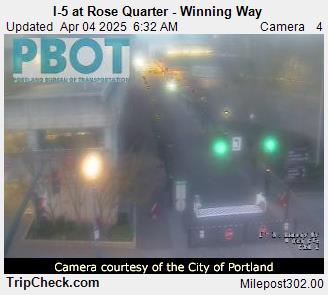 I-5 at Rose Quarter - Winning Way
Updated Apr 04 2025 6:32 AM Camera 4
PBOT
PORTLAND BUREAU OF TRANSPORTATION
Camera courtesy of the City of Portland
TripCheck.com Milepost302.00